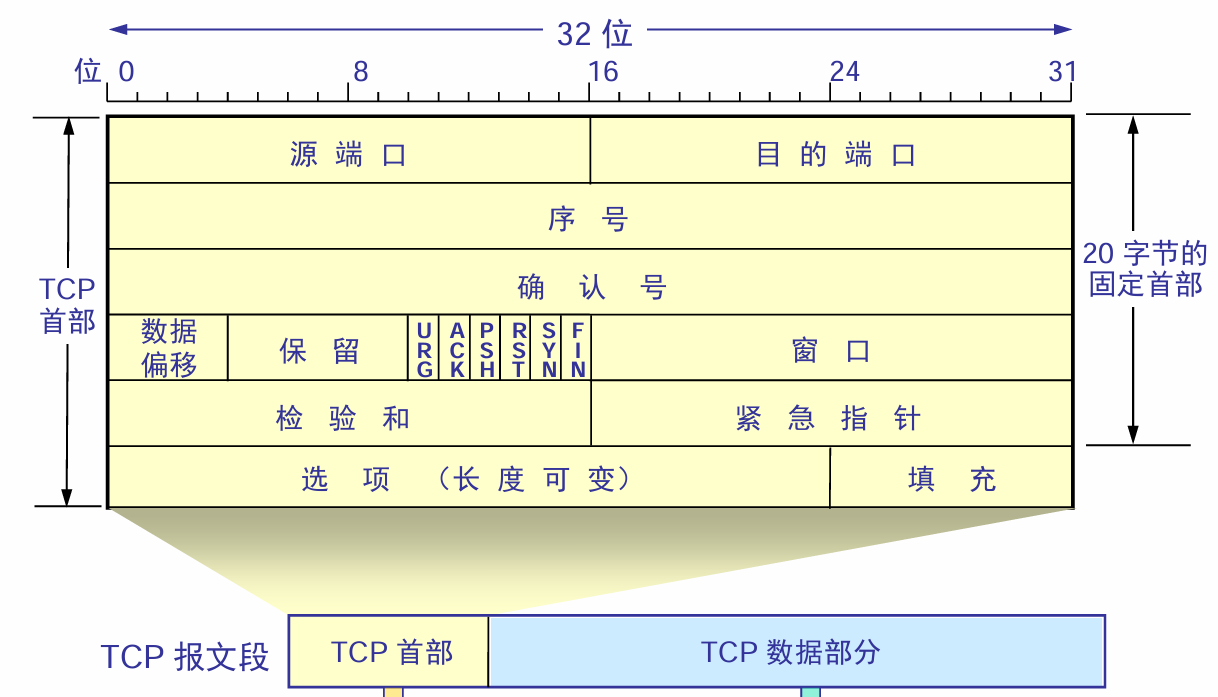 32 位
位 0 8 16 24 31
源端口 目的端口
序号
确认号
TCP
首部
20 字节的
固定首部
数据
偏移
保留
URG
ACK
PSH
RST
SYN
FIN
窗口
检验和 紧急指针
选项 (长度可变) 填充
TCP 报文段 TCP 首部 TCP 数据部分